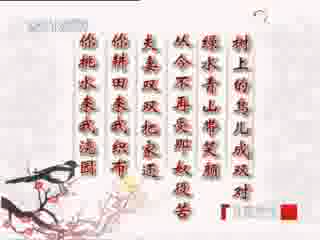 树上的鸟儿成双对
绿水青山带笑颜
从今不再受那奴役苦
夫妻双双把家还
你耕田来我织布
你挑水来我浇园